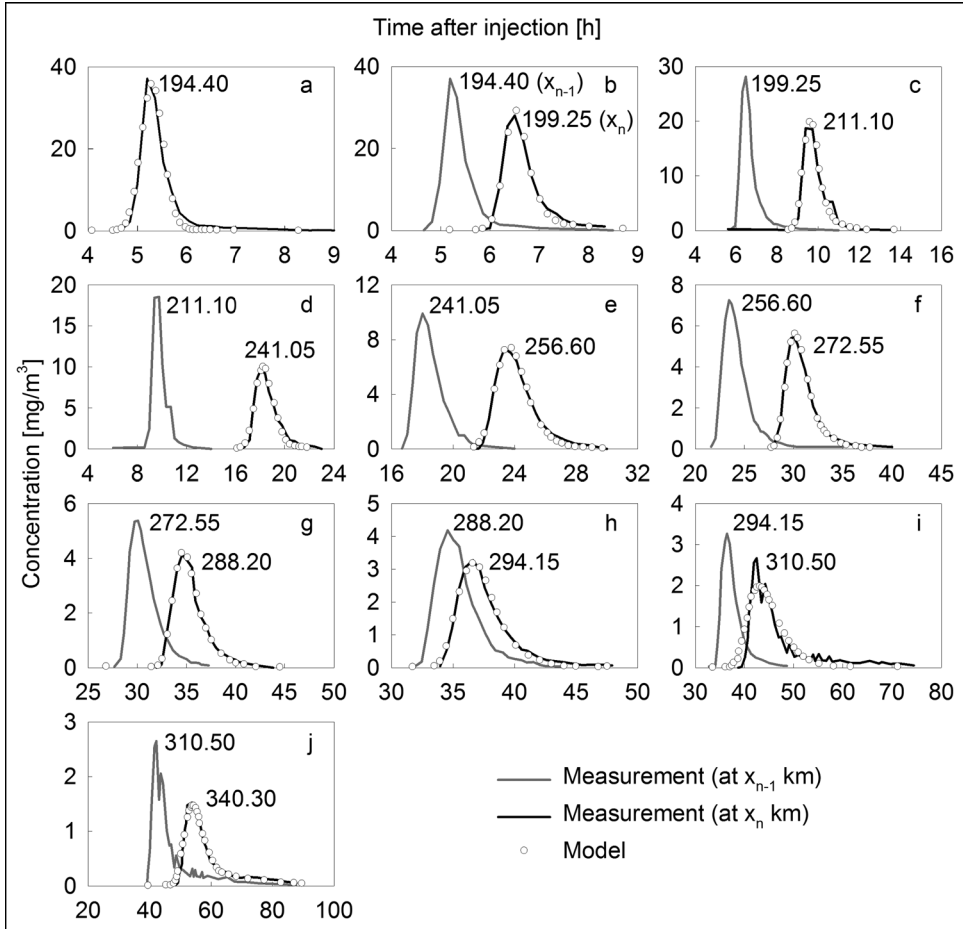 Time after injection [h]
Concentration [mg/m³]
40
20
0
a
194.40
4 5 6 7 8 9
40
20
0
b
194.40 (xₙ₋₁)
199.25 (xₙ)
4 5 6 7 8 9
30
20
10
0
c
199.25
211.10
4 6 8 10 12 14 16
20
15
10
5
0
d
211.10
241.05
4 8 12 16 20 24
12
8
4
0
e
241.05
256.60
16 20 24 28 32
8
6
4
2
0
f
256.60
272.55
20 25 30 35 40 45
6
4
2
0
g
272.55
288.20
25 30 35 40 45 50
5
4
3
2
1
0
h
288.20
294.15
30 35 40 45 50
4
3
2
1
0
i
294.15
310.50
30 40 50 60 70 80
3
2
1
0
j
310.50
340.30
20 40 60 80 100
Measurement (at xₙ₋₁ km)
Measurement (at xₙ km)
Model